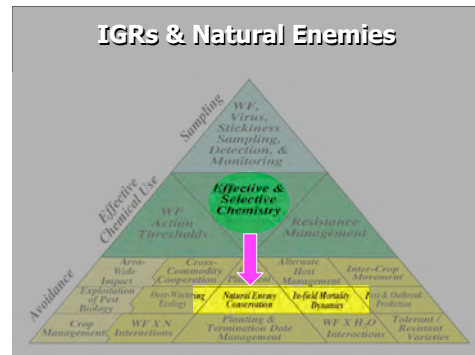 IGRs & Natural Enemies
Sampling
WF,
Virus,
Stickiness
Sampling,
Detection, &
Monitoring
Effective
Chemical Use
Effective &
Selective
Chemistry
WF
Action
Thresholds
Resistance
Management
Avoidance
Area-
Wide
Impact
Cross-
Commodity
Cooperation
Alternate
Host
Management
Inter-Crop
Movement
Exploitation
of Pest
Biology
Natural Enemy
Conservation
In-field Mortality
Dynamics
Pest & Outbreak
Prediction
Crop
Management
WF X N
Interactions
Planting &
Termination Date
Management
WF X H2O
Interactions
Tolerant /
Resistant
Varieties